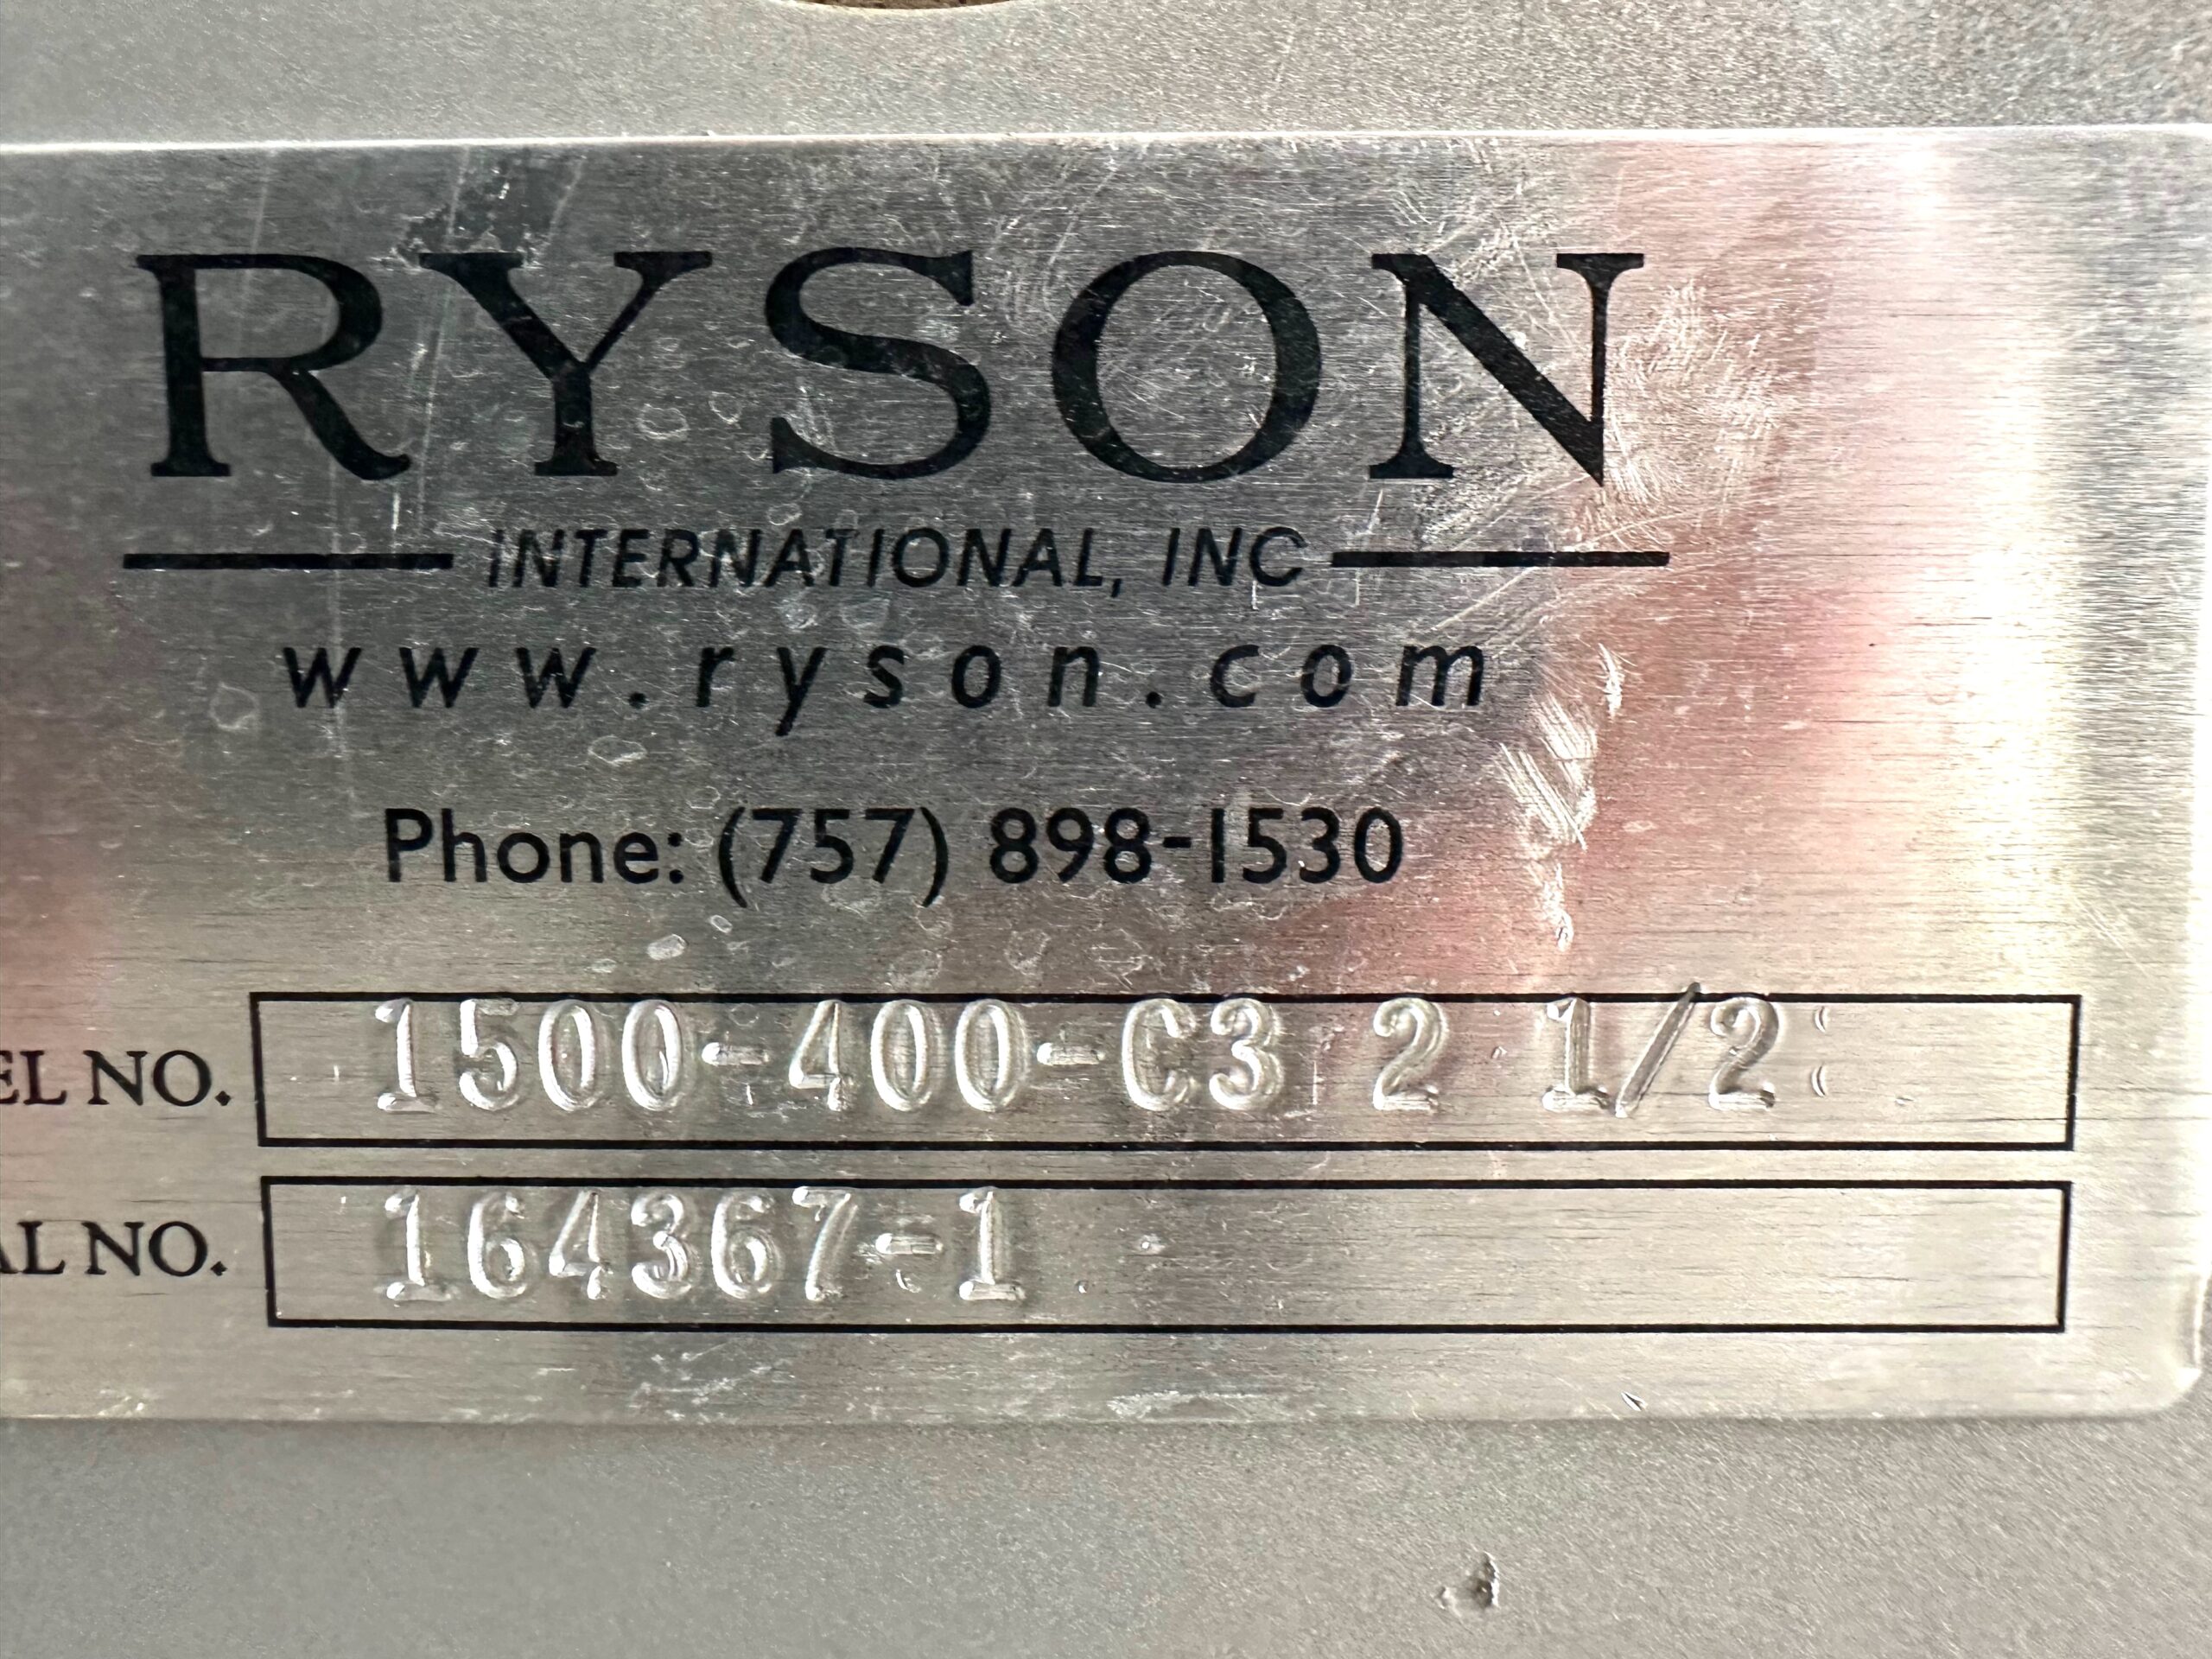 RYSON
INTERNATIONAL, INC
www.ryson.com
Phone: (757) 898-1530
EL NO. 1500-400-C3 2 1/2
AL NO. 164367-1